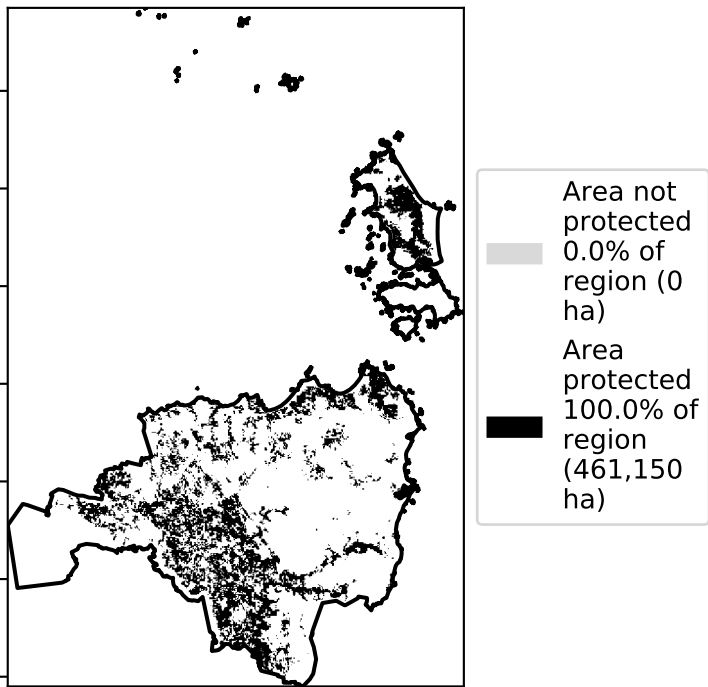 Area not
protected
0.0% of
region (0
ha)
Area
protected
100.0% of
region
(461,150
ha)